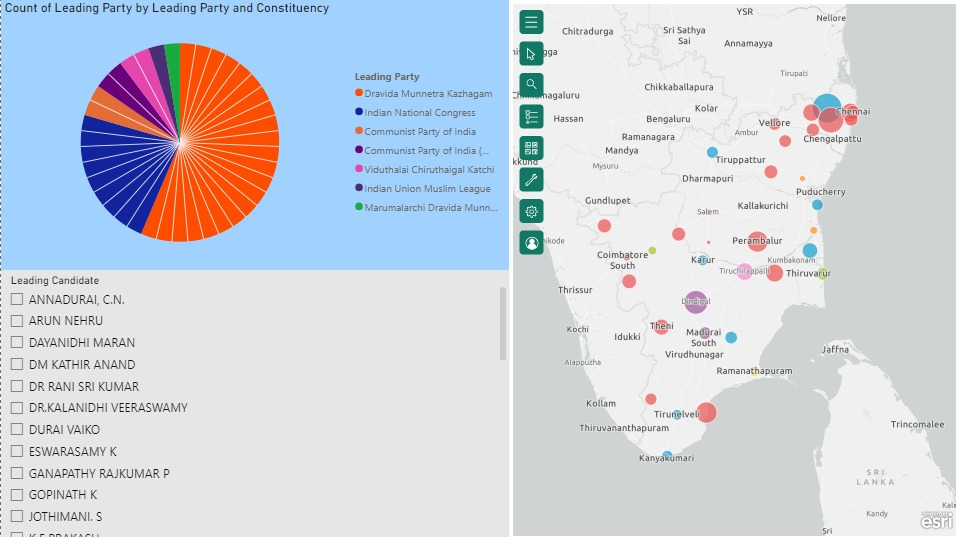 Count of Leading Party by Leading Party and Constituency
Leading Party
Dravida Munnetra Kazhagam
Indian National Congress
Communist Party of India
Communist Party of India (...
Viduthalai Chiruthaigal Katchi
Indian Union Muslim League
Marumalarchi Dravida Munn...
Leading Candidate
ANNADURAI, C.N.
ARUN NEHRU
DAYANIDHI MARAN
DM KATHIR ANAND
DR RANI SRI KUMAR
DR.KALANIDHI VEERASWAMY
DURAI VAIKO
ESWARASAMY K
GANAPATHY RAJKUMAR P
GOPINATH K
JOTHIMANI. S
YSR
Nellore
Chitradurga
Sri Sathya
Sai
Annamayya
Tirupati
Chikkaballapura
Kolar
Hassan
Bengaluru
Chennai
Vellore
Ambur
Chengalpattu
Ramanagara
Mandya
Mysuru
Tiruppattur
Dharmapuri
Puducherry
Gundlupet
Salem
Kallakurichi
Perambalur
Coimbatore
South
Karur
Kumbakonam
Tiruchirappalli
Thiruvarur
Thrissur
Dindigul
Kochi
Idukki
Theni
Madurai
South
Virudhunagar
Jaffna
Alappuzha
Ramanathapuram
Kollam
Tirunelveli
Thiruvananthapuram
Trincomalee
Kanyakumari
SRI
LANKA
Kandy
Sri
esri